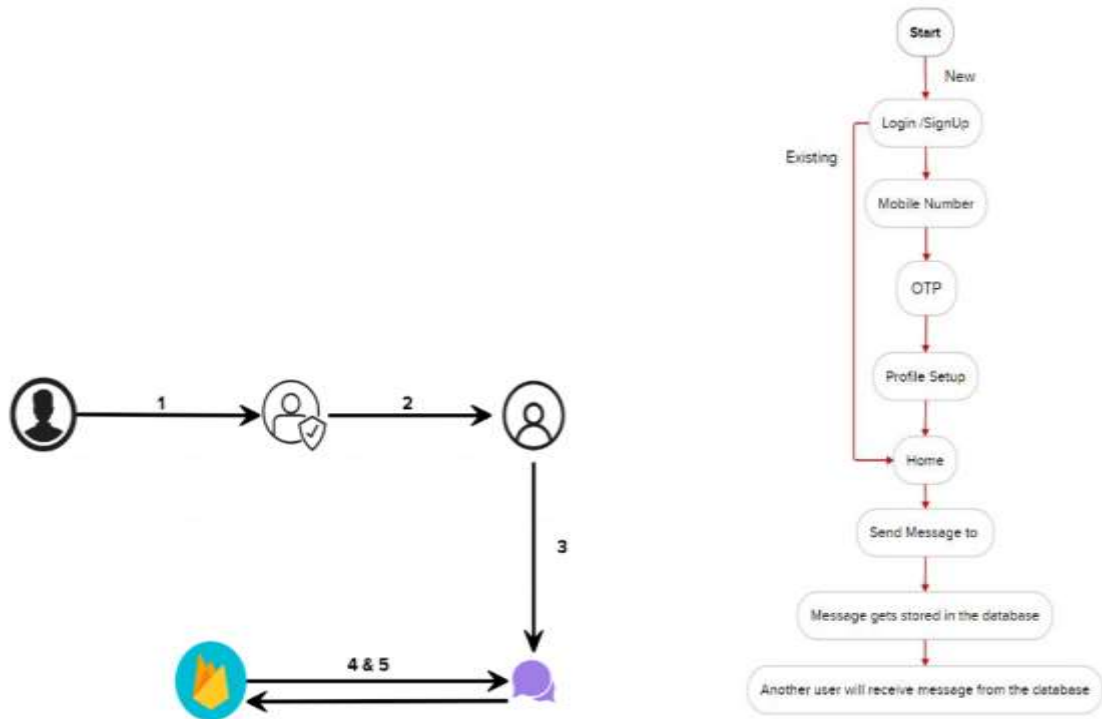 1
2
3
4 & 5
Start
New
Login /SignUp
Existing
Mobile Number
OTP
Profile Setup
Home
Send Message to
Message gets stored in the database
Another user will receive message from the database